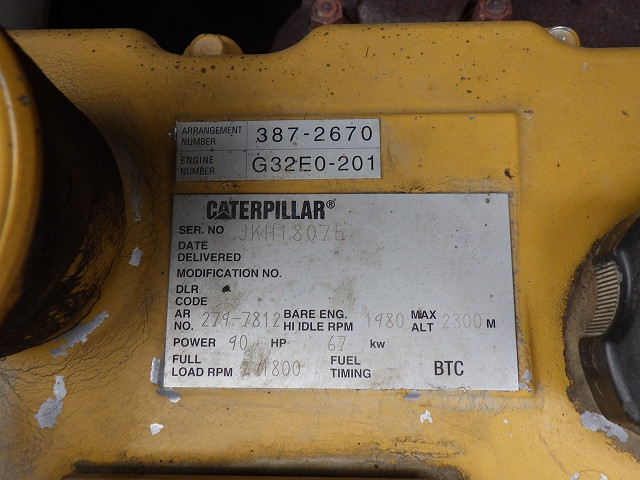 ARRANGEMENT NUMBER 387-2670
ENGINE NUMBER G32E0-201
CATERPILLAR®
SER. NO JKH18075
DATE
DELIVERED
MODIFICATION NO.
DLR
CODE
AR NO. 279-7812 BARE ENG. HI IDLE RPM 1980 MAX ALT 2300 M
POWER 90 HP 67 kw
FULL LOAD RPM 1800 FUEL TIMING BTC